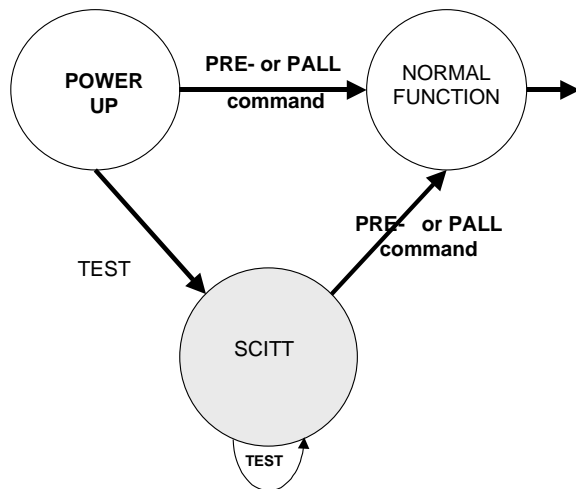 POWER
UP
PRE- or PALL
command
NORMAL
FUNCTION
PRE- or PALL
command
TEST
SCITT
TEST